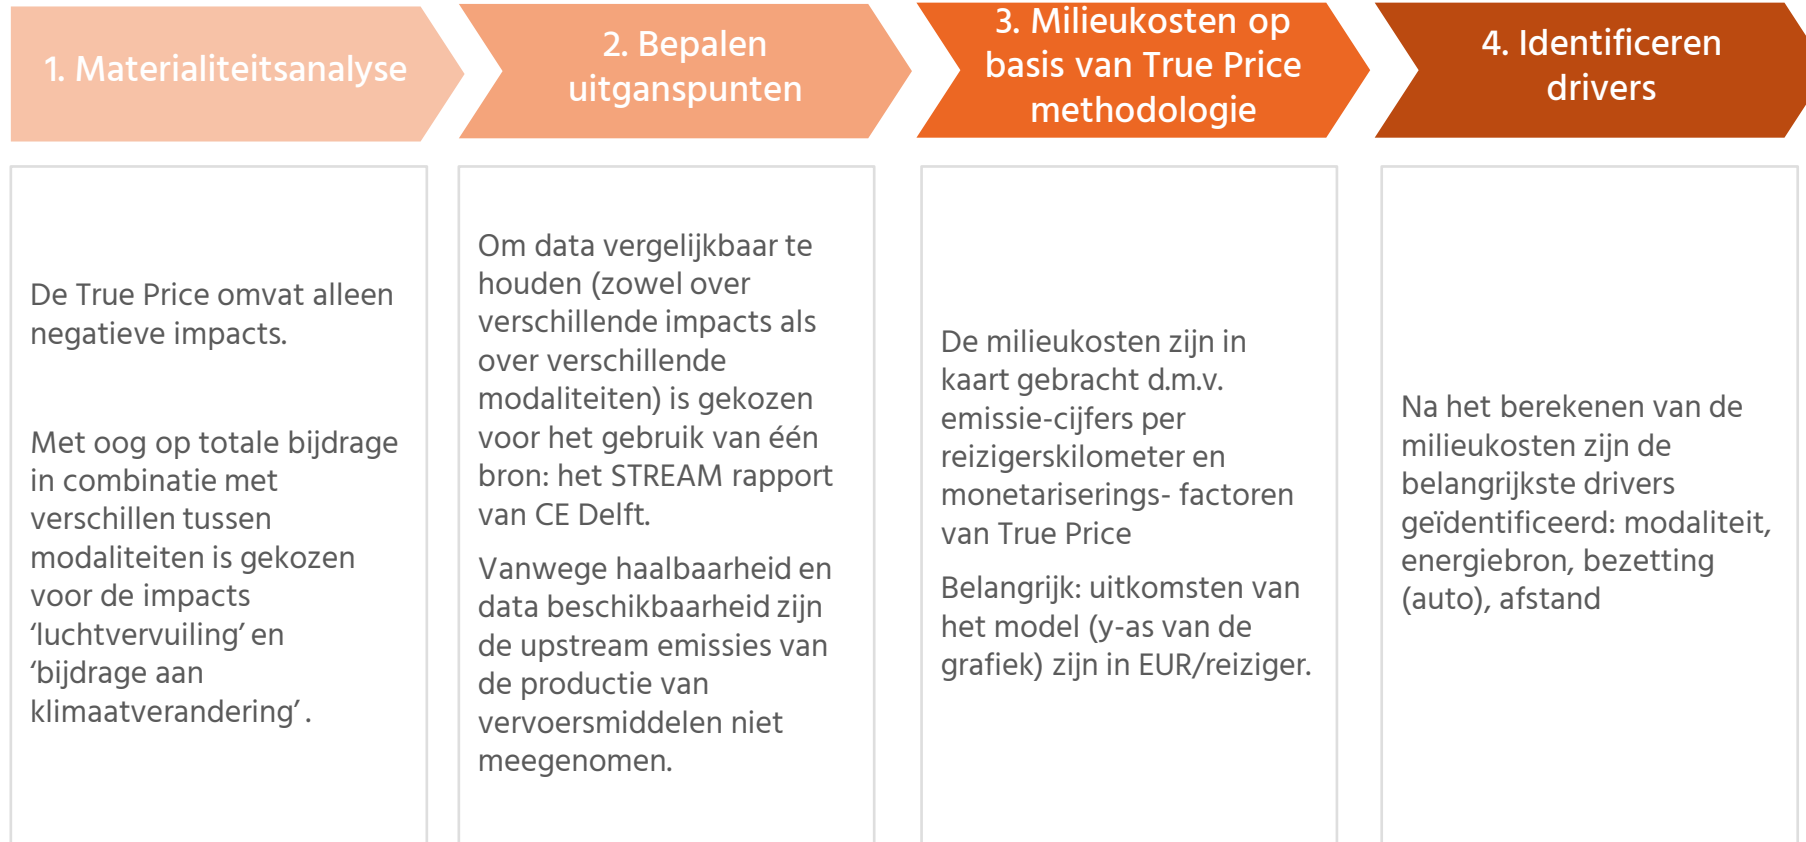 1. Materialiteitsanalyse
2. Bepalen
uitganspunten
3. Milieukosten op
basis van True Price
methodologie
4. Identificeren
drivers
De True Price omvat alleen
negatieve impacts.
Met oog op totale bijdrage
in combinatie met
verschillen tussen
modaliteiten is gekozen
voor de impacts
‘luchtvervuiling’ en
‘bijdrage aan
klimaatverandering’ .
Om data vergelijkbaar te
houden (zowel over
verschillende impacts als
over verschillende
modaliteiten) is gekozen
voor het gebruik van één
bron: het STREAM rapport
van CE Delft.
Vanwege haalbaarheid en
data beschikbaarheid zijn
de upstream emissies van
de productie van
vervoersmiddelen niet
meegenomen.
De milieukosten zijn in
kaart gebracht d.m.v.
emissie-cijfers per
reizigerskilometer en
monetariserings- factoren
van True Price
Belangrijk: uitkomsten van
het model (y-as van de
grafiek) zijn in EUR/reiziger.
Na het berekenen van de
milieukosten zijn de
belangrijkste drivers
geïdentificeerd: modaliteit,
energiebron, bezetting
(auto), afstand